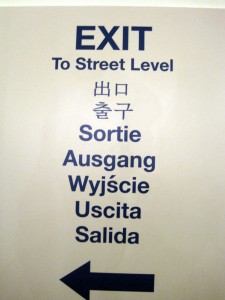 EXIT
To Street Level
出口
출구
Sortie
Ausgang
Wyjście
Uscita
Salida